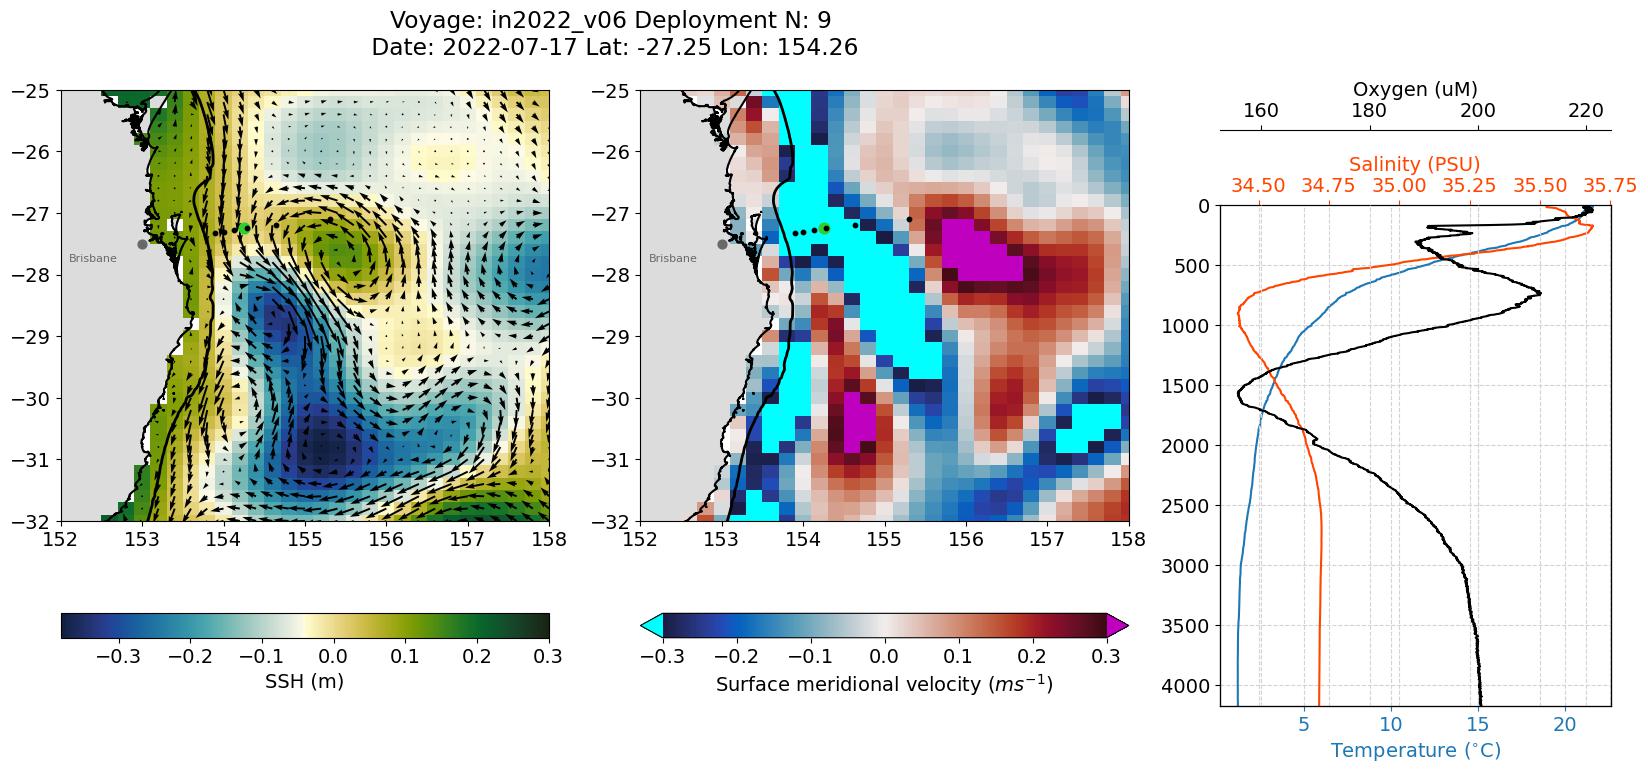 Voyage: in2022_v06 Deployment N: 9
Date: 2022-07-17 Lat: -27.25 Lon: 154.26
−25
−26
−27
−28
−29
−30
−31
−32
Brisbane
152 153 154 155 156 157 158
−0.3 −0.2 −0.1 0.0 0.1 0.2 0.3
SSH (m)
−25
−26
−27
−28
−29
−30
−31
−32
Brisbane
152 153 154 155 156 157 158
−0.3 −0.2 −0.1 0.0 0.1 0.2 0.3
Surface meridional velocity (ms⁻¹)
Oxygen (uM)
160 180 200 220
Salinity (PSU)
34.50 34.75 35.00 35.25 35.50 35.75
0
500
1000
1500
2000
2500
3000
3500
4000
5 10 15 20
Temperature (°C)